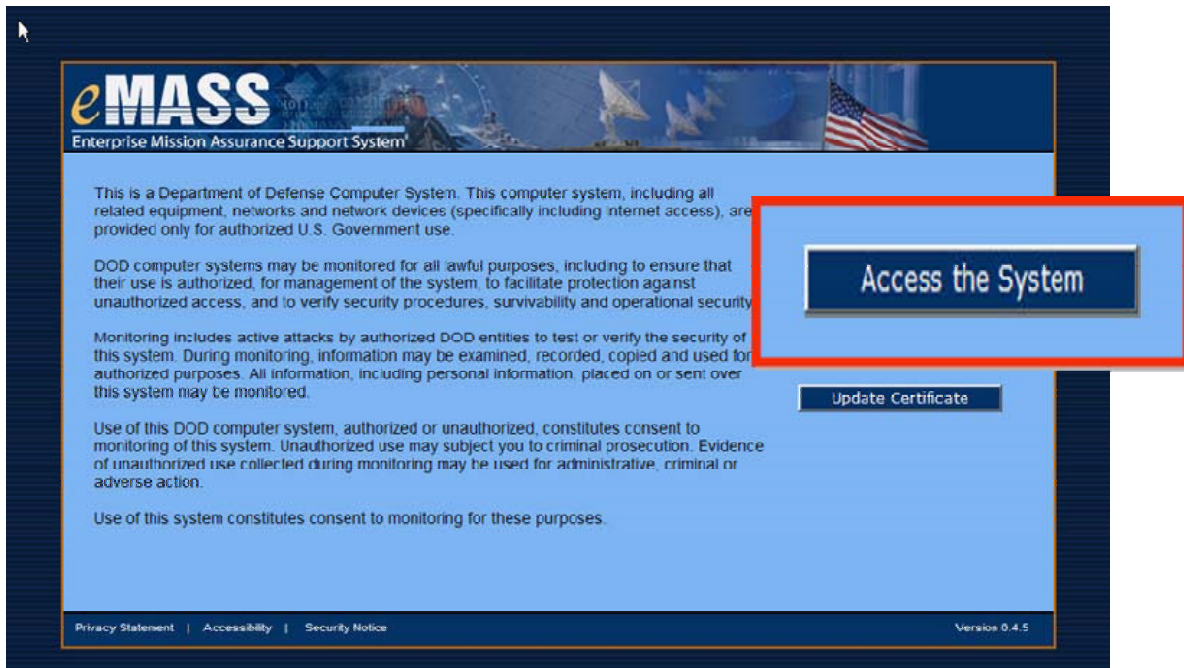 eMASS
Enterprise Mission Assurance Support System
This is a Department of Defense Computer System. This computer system, including all
related equipment, networks and network devices (specifically including internet access), are
provided only for authorized U.S. Government use.
DOD computer systems may be monitored for all lawful purposes, including to ensure that
their use is authorized, for management of the system, to facilitate protection against
unauthorized access, and to verify security procedures, survivability and operational security
Monitoring includes active attacks by authorized DOD entities to test or verify the security of
this system. During monitoring, information may be examined, recorded, copied and used for
authorized purposes. All information, including personal information, placed on or sent over
this system may be monitored.
Use of this DOD computer system, authorized or unauthorized, constitutes consent to
monitoring of this system. Unauthorized use may subject you to criminal prosecution. Evidence
of unauthorized use collected during monitoring may be used for administrative, criminal or
adverse action.
Use of this system constitutes consent to monitoring for these purposes.
Access the System
Update Certificate
Privacy Statement | Accessibility | Security Notice
Version 0.4.5